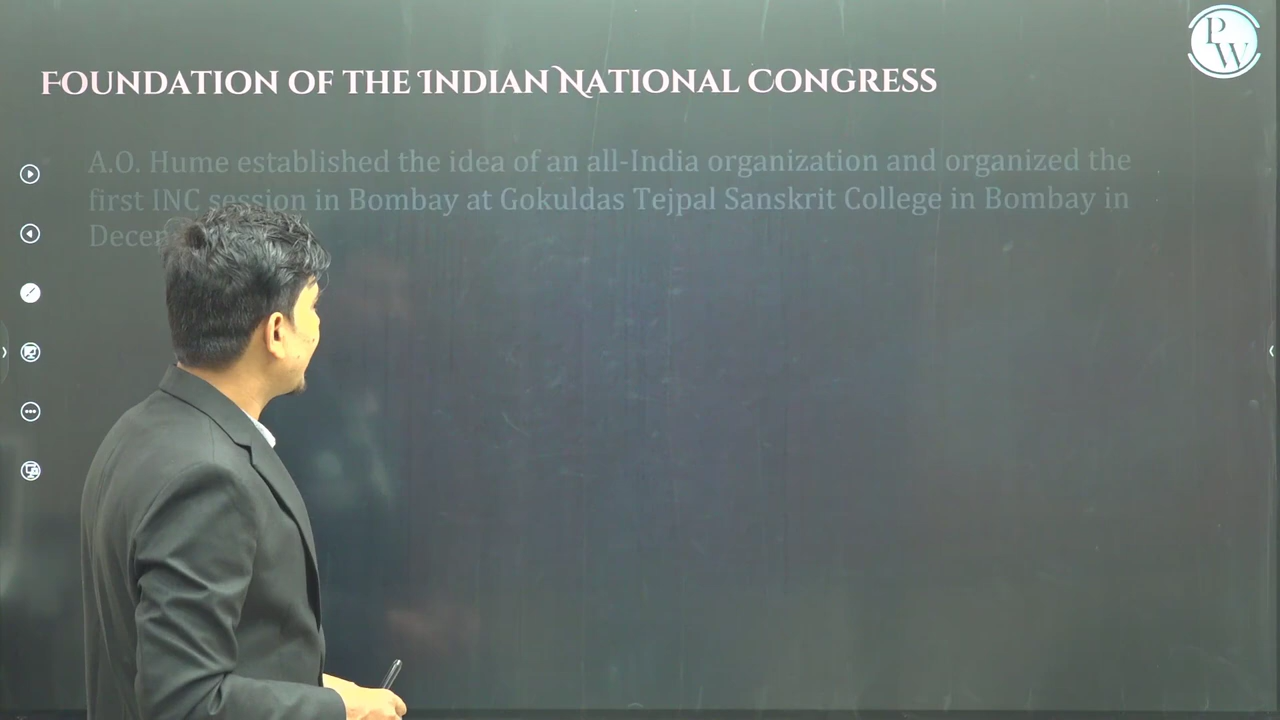 PW
FOUNDATION OF THE INDIAN NATIONAL CONGRESS
A.O. Hume established the idea of an all-India organization and organized the
first INC session in Bombay at Gokuldas Tejpal Sanskrit College in Bombay in